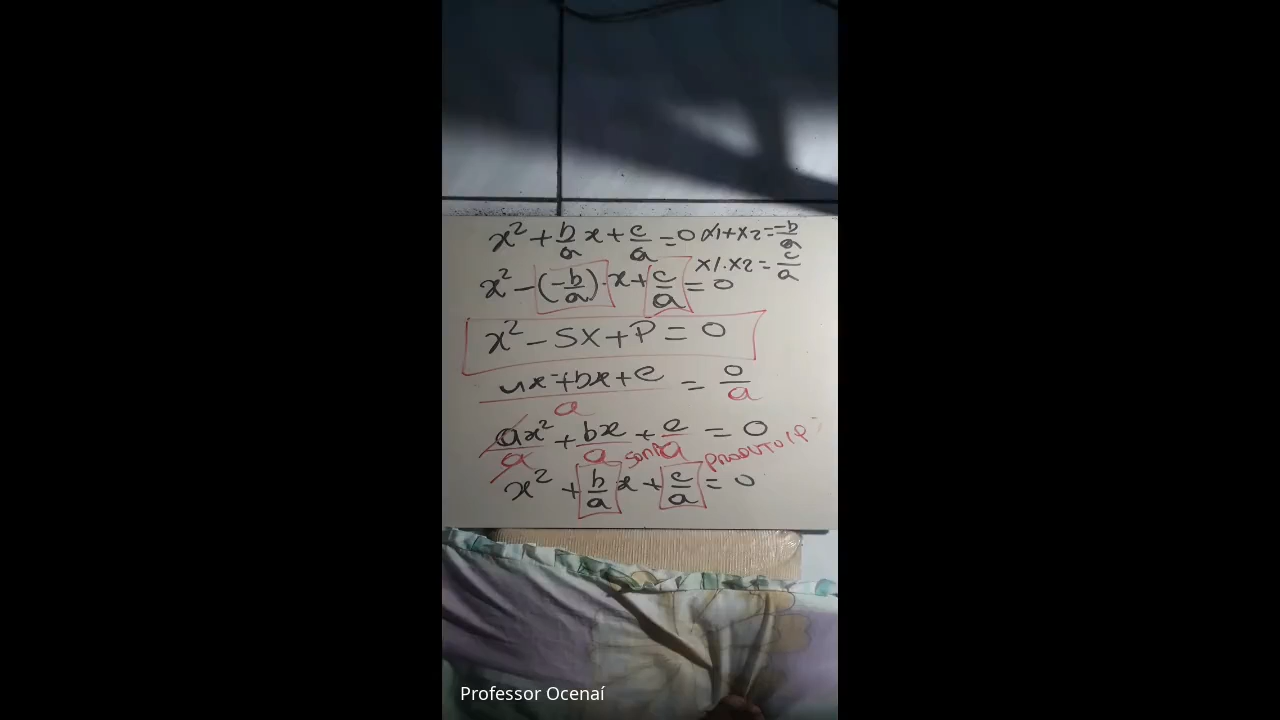 x² + b/a x + c/a = 0 x1 + x2 = -b/a
x1 . x2 = c/a
x² - (-b/a) . x + c/a = 0
x² - Sx + P = 0
ax² + bx + c / a = 0/a
ax²/a + bx/a + c/a = 0
SOMA PRODUTO (P
x² + b/a x + c/a = 0
Professor Ocenaí